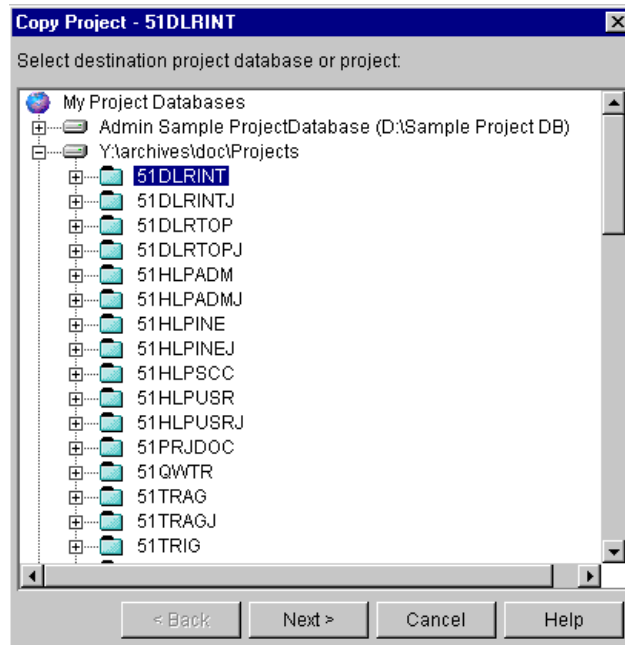 Copy Project - 51DLRINT
Select destination project database or project:
My Project Databases
Admin Sample ProjectDatabase (D:\Sample Project DB)
Y:\archives\doc\Projects
51DLRINT
51DLRINTJ
51DLRTOP
51DLRTOPJ
51HLPADM
51HLPADMJ
51HLPINE
51HLPINEJ
51HLPSCC
51HLPUSR
51HLPUSRJ
51PRJDOC
51QWTR
51TRAG
51TRAGJ
51TRIG
< Back Next > Cancel Help